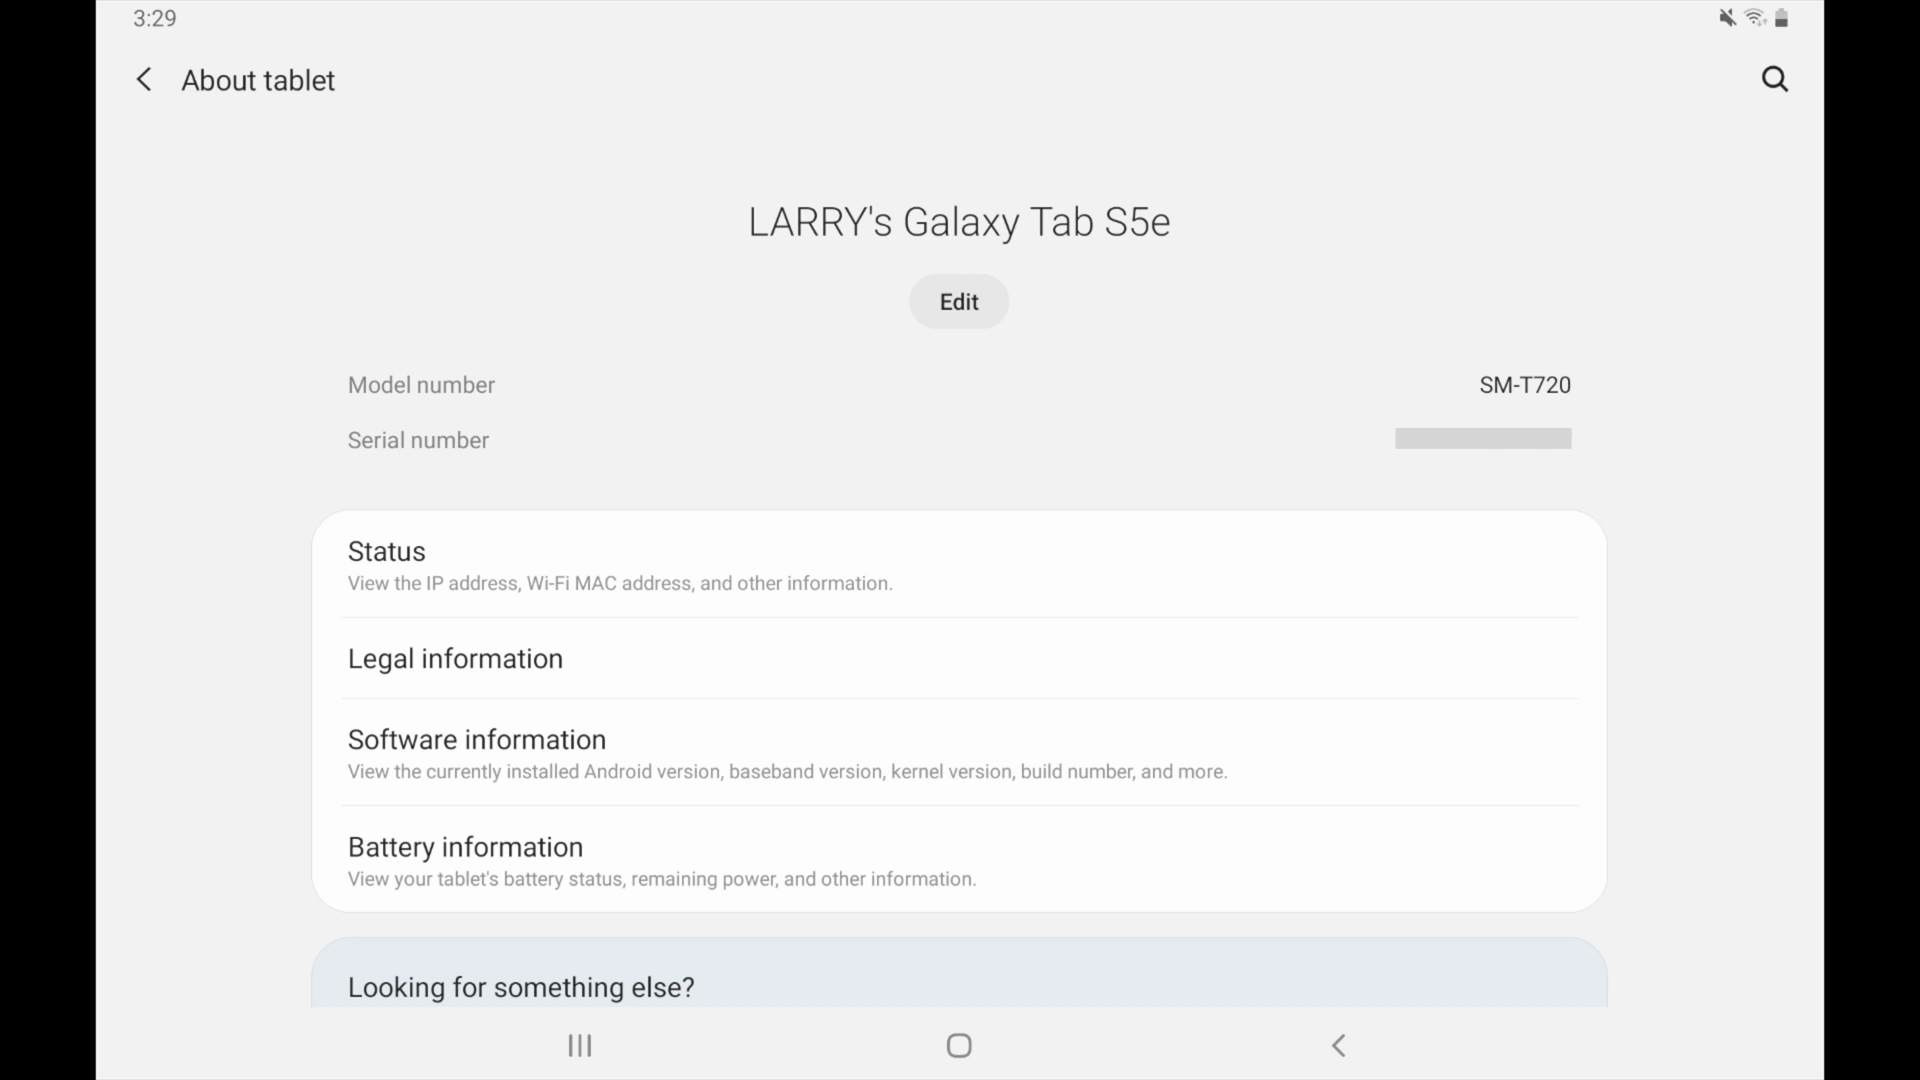 3:29
About tablet
LARRY's Galaxy Tab S5e
Edit
Model number
SM-T720
Serial number
Status
View the IP address, Wi-Fi MAC address, and other information.
Legal information
Software information
View the currently installed Android version, baseband version, kernel version, build number, and more.
Battery information
View your tablet's battery status, remaining power, and other information.
Looking for something else?